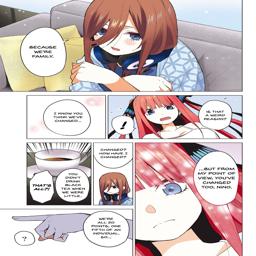 BECAUSE
WE'RE
FAMILY.
IS THAT
A WEIRD
REASON?
!
I KNOW YOU
THINK WE'VE
CHANGED...
...BUT FROM MY
POINT OF VIEW,
YOU'VE CHANGED
TOO, NINO.
CHANGED?
HOW HAVE I
CHANGED?
YOU
DIDN'T
DRINK
BLACK
TEA WHEN
WE WERE
LITTLE.
THAT'S
ALL?!
WE'RE
ALL 20
POINTS, ONE
FIFTH OF AN
INDIVIDUAL,
SO...
?